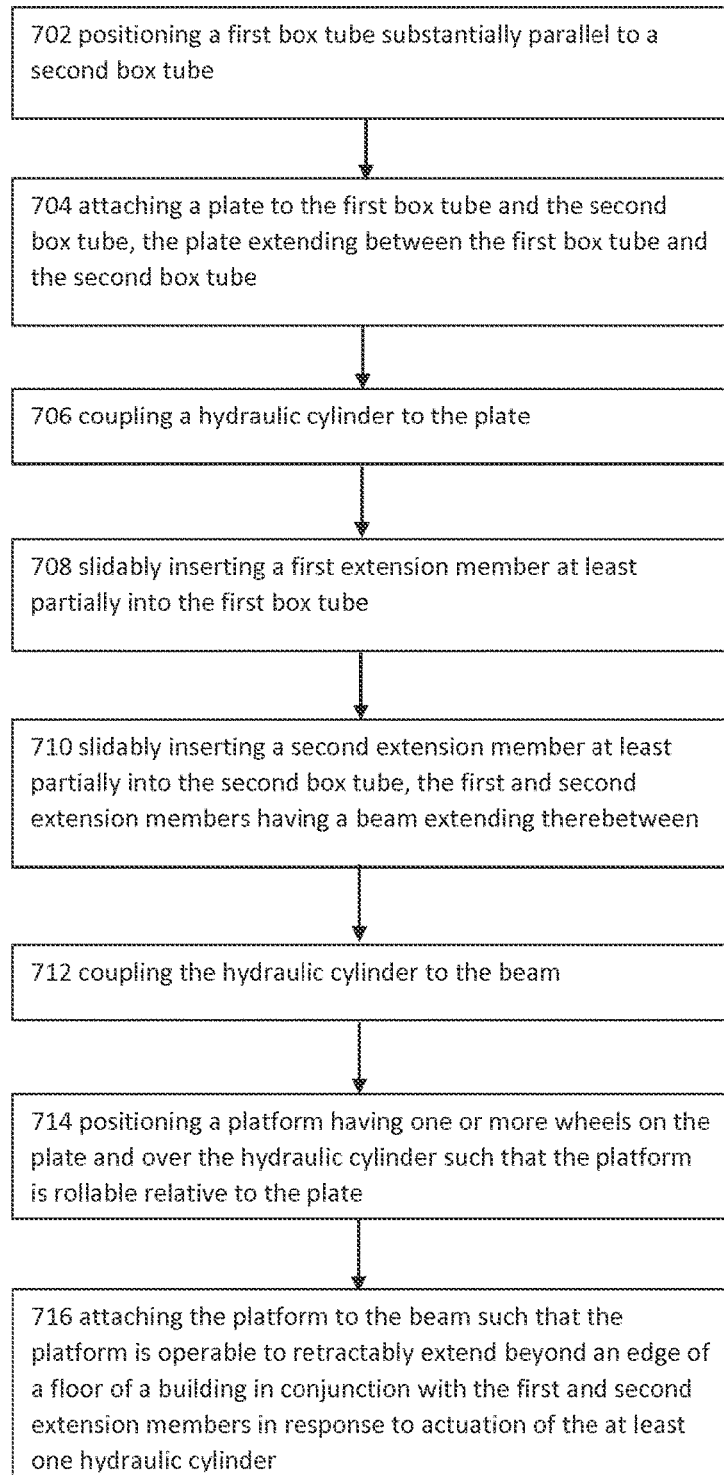 702 positioning a first box tube substantially parallel to a
second box tube
704 attaching a plate to the first box tube and the second
box tube, the plate extending between the first box tube and
the second box tube
706 coupling a hydraulic cylinder to the plate
708 slidably inserting a first extension member at least
partially into the first box tube
710 slidably inserting a second extension member at least
partially into the second box tube, the first and second
extension members having a beam extending therebetween
712 coupling the hydraulic cylinder to the beam
714 positioning a platform having one or more wheels on the
plate and over the hydraulic cylinder such that the platform
is rollable relative to the plate
716 attaching the platform to the beam such that the
platform is operable to retractably extend beyond an edge of
a floor of a building in conjunction with the first and second
extension members in response to actuation of the at least
one hydraulic cylinder